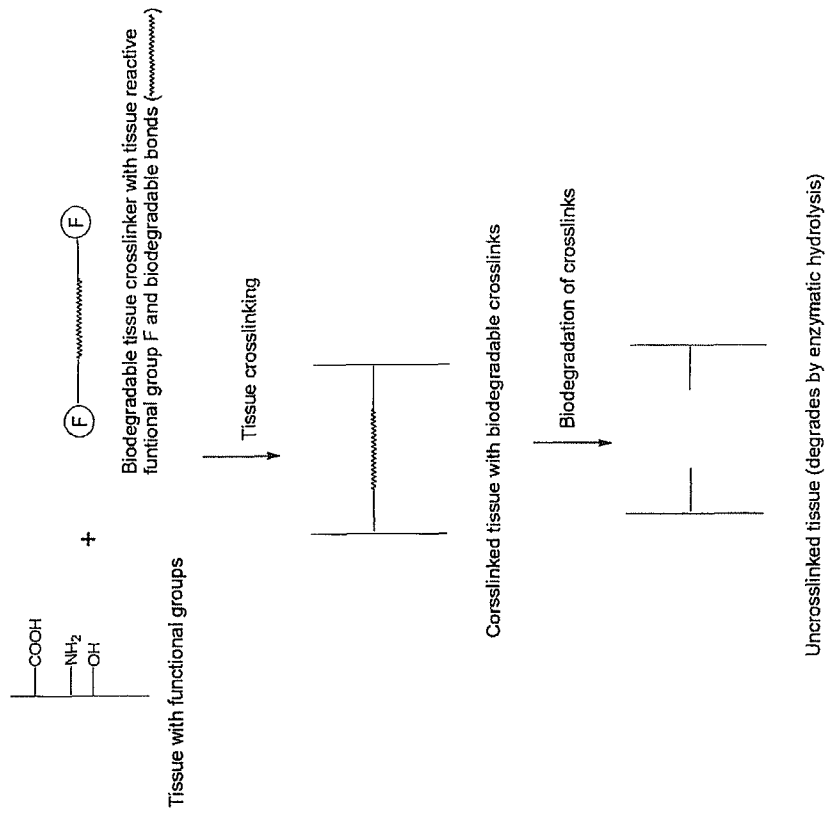 COOH
NH2
OH
Tissue with functional groups
+
F
F
Biodegradable tissue crosslinker with tissue reactive
funtional group F and biodegradable bonds ( )
Tissue crosslinking
Corsslinked tissue with biodegradable crosslinks
Biodegradation of crosslinks
Uncrosslinked tissue (degrades by enzymatic hydrolysis)